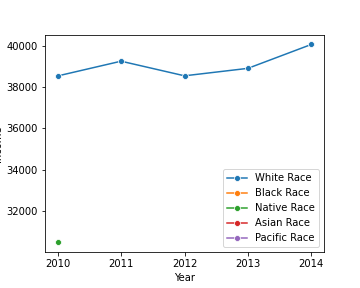 40000
38000
36000
34000
32000
White Race
Black Race
Native Race
Asian Race
Pacific Race
2010 2011 2012 2013 2014
Year